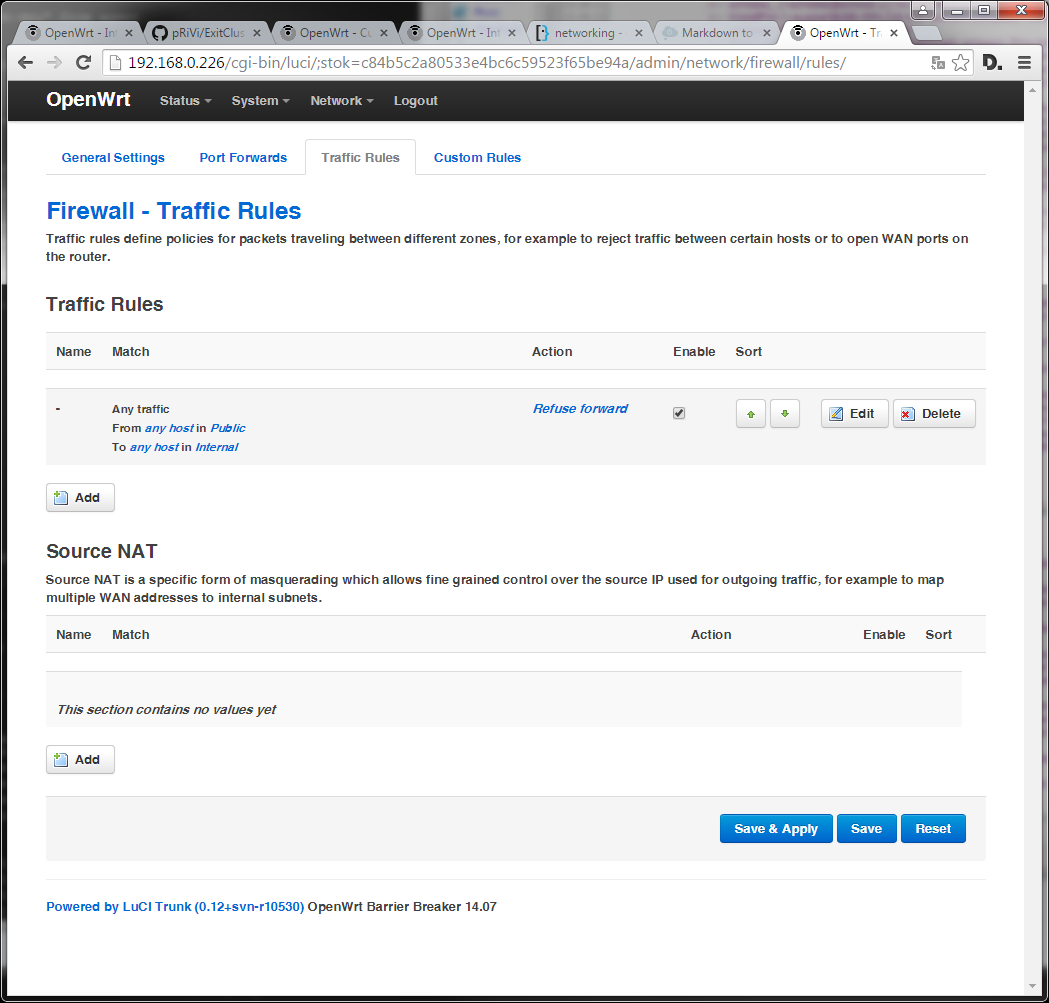 OpenWrt - Int
pRiVi/ExitClus
OpenWrt - Cu
OpenWrt - Int
networking -
Markdown to
OpenWrt - Tr
192.168.0.226/cgi-bin/luci/;stok=c84b5c2a80533e4bc6c59523f65be94a/admin/network/firewall/rules/
D.
OpenWrt Status System Network Logout
General Settings Port Forwards Traffic Rules Custom Rules
Firewall - Traffic Rules
Traffic rules define policies for packets traveling between different zones, for example to reject traffic between certain hosts or to open WAN ports on
the router.
Traffic Rules
Name Match Action Enable Sort
- Any traffic Refuse forward Edit Delete
From any host in Public
To any host in Internal
Add
Source NAT
Source NAT is a specific form of masquerading which allows fine grained control over the source IP used for outgoing traffic, for example to map
multiple WAN addresses to internal subnets.
Name Match Action Enable Sort
This section contains no values yet
Add
Save & Apply Save Reset
Powered by LuCI Trunk (0.12+svn-r10530) OpenWrt Barrier Breaker 14.07